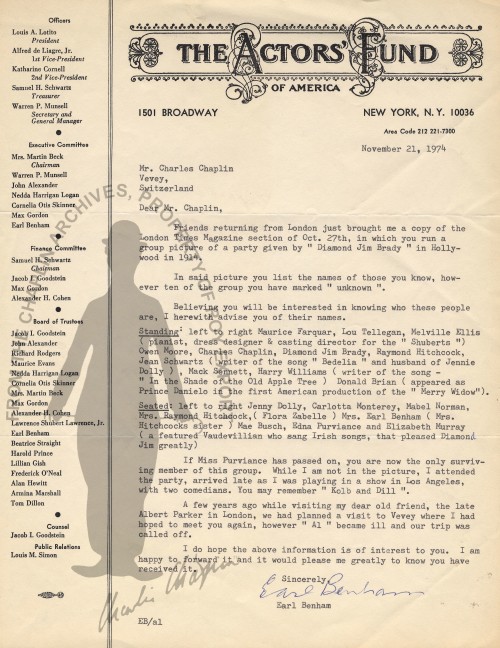 THE ACTORS' FUND
OF AMERICA
1501 BROADWAY
NEW YORK, N. Y. 10036
Area Code 212 221-7300
Officers
Louis A. Lotito
President
Alfred de Liagre, Jr.
1st Vice-President
Katharine Cornell
2nd Vice-President
Samuel H. Schwartz
Treasurer
Warren P. Munsell
Secretary and
General Manager
Executive Committee
Mrs. Martin Beck
Chairman
Warren P. Munsell
John Alexander
Nedda Harrigan Logan
Cornelia Otis Skinner
Max Gordon
Earl Benham
Finance Committee
Samuel H. Schwartz
Chairman
Jacob I. Goodstein
Max Gordon
Alexander H. Cohen
Board of Trustees
Jacob I. Goodstein
John Alexander
Richard Rodgers
Maurice Evans
Nedda Harrigan Logan
Cornelia Otis Skinner
Mrs. Martin Beck
Max Gordon
Alexander H. Cohen
Lawrence Shubert Lawrence, Jr.
Earl Benham
Beatrice Straight
Harold Prince
Lillian Gish
Frederick O'Neal
Alan Hewitt
Armina Marshall
Tom Dillon
Counsel
Jacob I. Goodstein
Public Relations
Louis M. Simon
November 21, 1974
Mr. Charles Chaplin
Vevey,
Switzerland
Dear Mr. Chaplin,
Friends returning from London just brought me a copy of the
London Times Magazine section of Oct. 27th, in which you run a
group picture of a party given by " Diamond Jim Brady " in Holly-
wood in 1914.
In said picture you list the names of those you know, how-
ever ten of the group you have marked " unknown ".
Believing you will be interested in knowing who these people
are, I herewith advise you of their names.
Standing: left to right Maurice Farquar, Lou Tellegan, Melville Ellis
( pianst, dress designer & casting director for the " Shuberts ")
Owen Moore, Charles Chaplin, Diamond Jim Brady, Raymond Hitchcock,
Jean Schwartz ( writer of the song " Bedelia " and husband of Jennie
Dolly ), Mack Sennett, Harry Williams ( writer of the song -
" In the Shade of the Old Apple Tree ) Donald Brian ( appeared as
Prince Danielo in the first American production of the " Merry Widow").
Seated: left to right Jenny Dolly, Carlotta Monterey, Mabel Norman,
Mrs. Raymond Hitchcock, (Flora Zabelle ) Mrs. Earl Benham ( Mrs.
Hitchcocks sister ) Mae Busch, Edna Purviance and Elizabeth Murray
( a featured Vaudevillian who sang Irish songs, that pleased Diamond
Jim greatly)
If Miss Purviance has passed on, you are now the only surviv-
ing member of this group. While I am not in the picture, I attended
the party, arrived late as I was playing in a show in Los Angeles,
with two comedians. You may remember " Kolb and Dill ".
A few years ago while visiting my dear old friend, the late
Albert Parker in London, we had planned a visit to Vevey where I had
hoped to meet you again, however " Al " became ill and our trip was
called off.
I do hope the above information is of interest to you. I am
happy to forward it and it would please me greatly to know you have
received it.
Sincerely,
Earl Benham
Earl Benham
EB/al
Charlie Chaplin